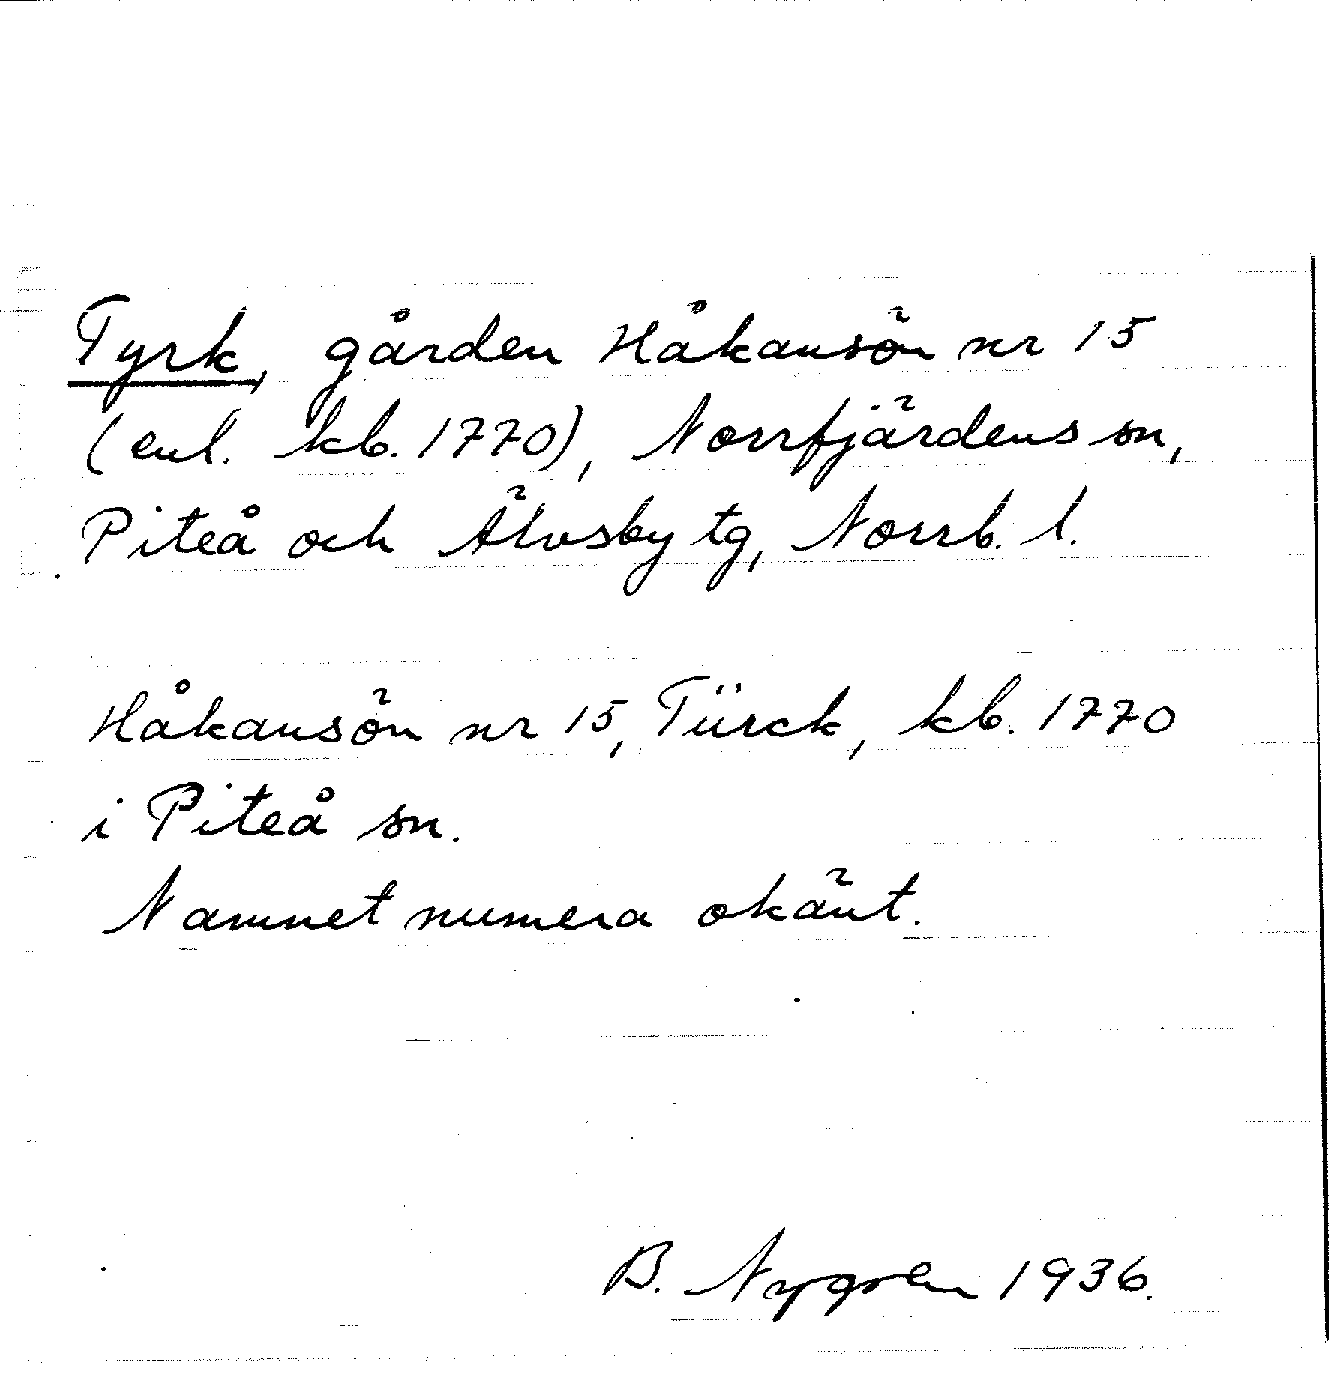 Tyrk, gården Håkansön nr 15
(enl. kb. 1770), Norrfjärdens sn,
Piteå och Älvsby tg, Norrb. l.
Håkansön nr 15, Türck, kb. 1770
i Piteå sn.
Namnet numera okänt.
B. Nygren 1936.